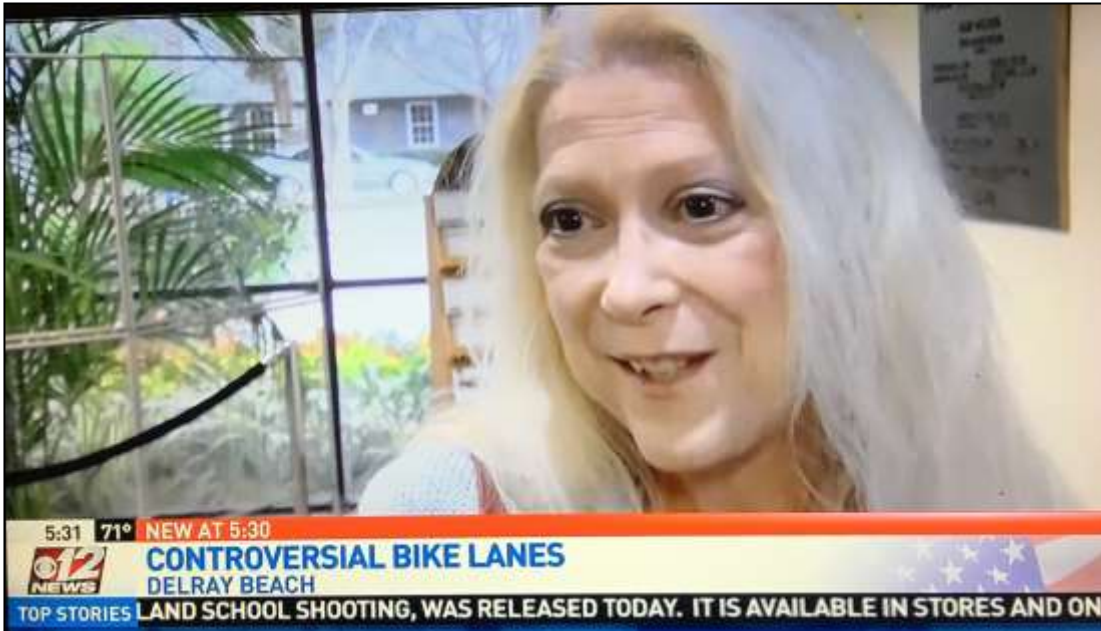 5:31 71° NEW AT 5:30
12 NEWS
CONTROVERSIAL BIKE LANES
DELRAY BEACH
TOP STORIES LAND SCHOOL SHOOTING, WAS RELEASED TODAY. IT IS AVAILABLE IN STORES AND ON